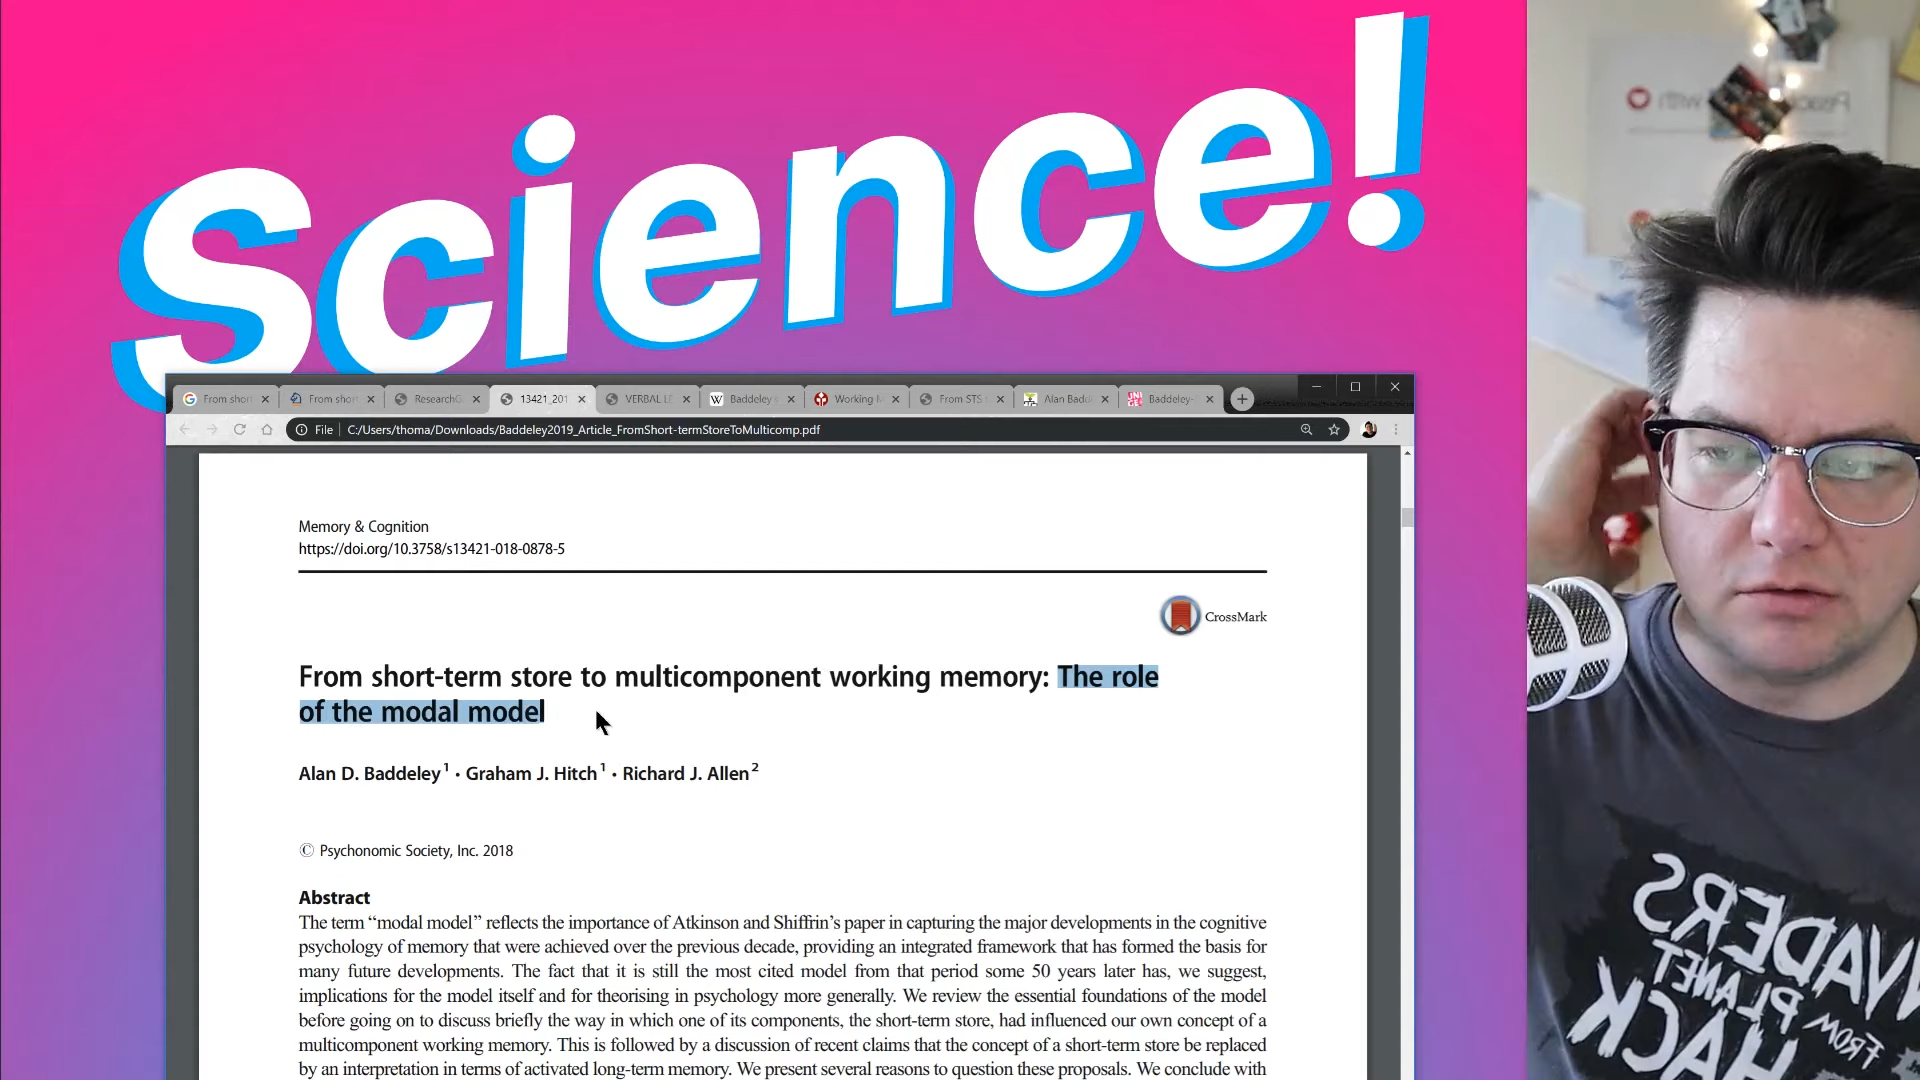 Science!
From shor
From shor
ResearchG
13421_201
VERBAL LE
Baddeley
Working M
From STS
Alan Badd
Baddeley-
File
C:/Users/thoma/Downloads/Baddeley2019_Article_FromShort-termStoreToMulticomp.pdf
Memory & Cognition
https://doi.org/10.3758/s13421-018-0878-5
CrossMark
From short-term store to multicomponent working memory: The role
of the modal model
Alan D. Baddeley¹ · Graham J. Hitch¹ · Richard J. Allen²
© Psychonomic Society, Inc. 2018
Abstract
The term “modal model” reflects the importance of Atkinson and Shiffrin’s paper in capturing the major developments in the cognitive
psychology of memory that were achieved over the previous decade, providing an integrated framework that has formed the basis for
many future developments. The fact that it is still the most cited model from that period some 50 years later has, we suggest,
implications for the model itself and for theorising in psychology more generally. We review the essential foundations of the model
before going on to discuss briefly the way in which one of its components, the short-term store, had influenced our own concept of a
multicomponent working memory. This is followed by a discussion of recent claims that the concept of a short-term store be replaced
by an interpretation in terms of activated long-term memory. We present several reasons to question these proposals. We conclude with
INVADERS
FROM PLANET
HACK